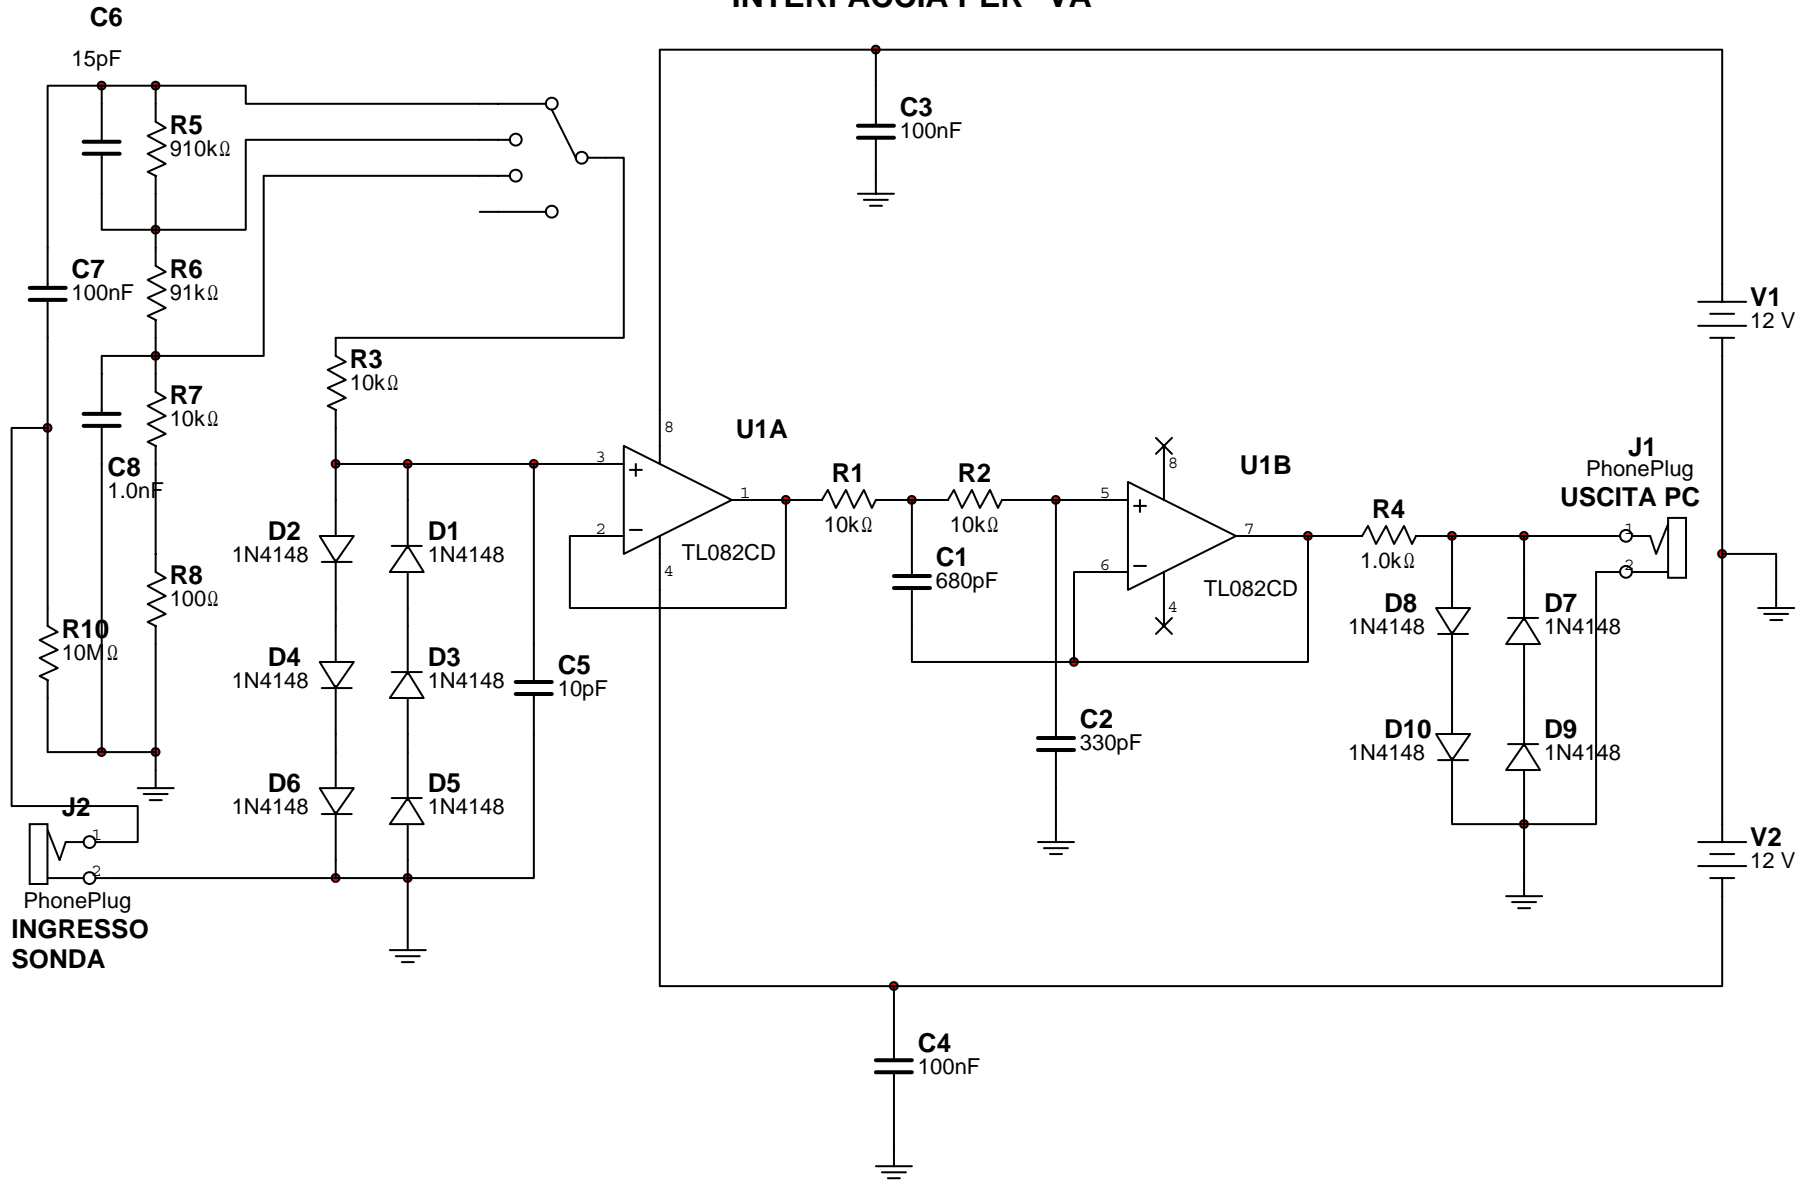 C6
15pF
R5
910kΩ
C3
100nF
C7
100nF
R6
91kΩ
V1
12 V
R3
10kΩ
R7
10kΩ
8
U1A
C8
1.0nF
3
+
1
2
−
TL082CD
4
R1
10kΩ
R2
10kΩ
8
U1B
5
+
7
6
−
TL082CD
4
J1
PhonePlug
USCITA PC
1
2
R4
1.0kΩ
D2
1N4148
D1
1N4148
C1
680pF
R8
100Ω
R10
10MΩ
D8
1N4148
D7
1N4148
D4
1N4148
D3
1N4148
C5
10pF
C2
330pF
D10
1N4148
D9
1N4148
D6
1N4148
D5
1N4148
J2
1
2
PhonePlug
INGRESSO
SONDA
V2
12 V
C4
100nF